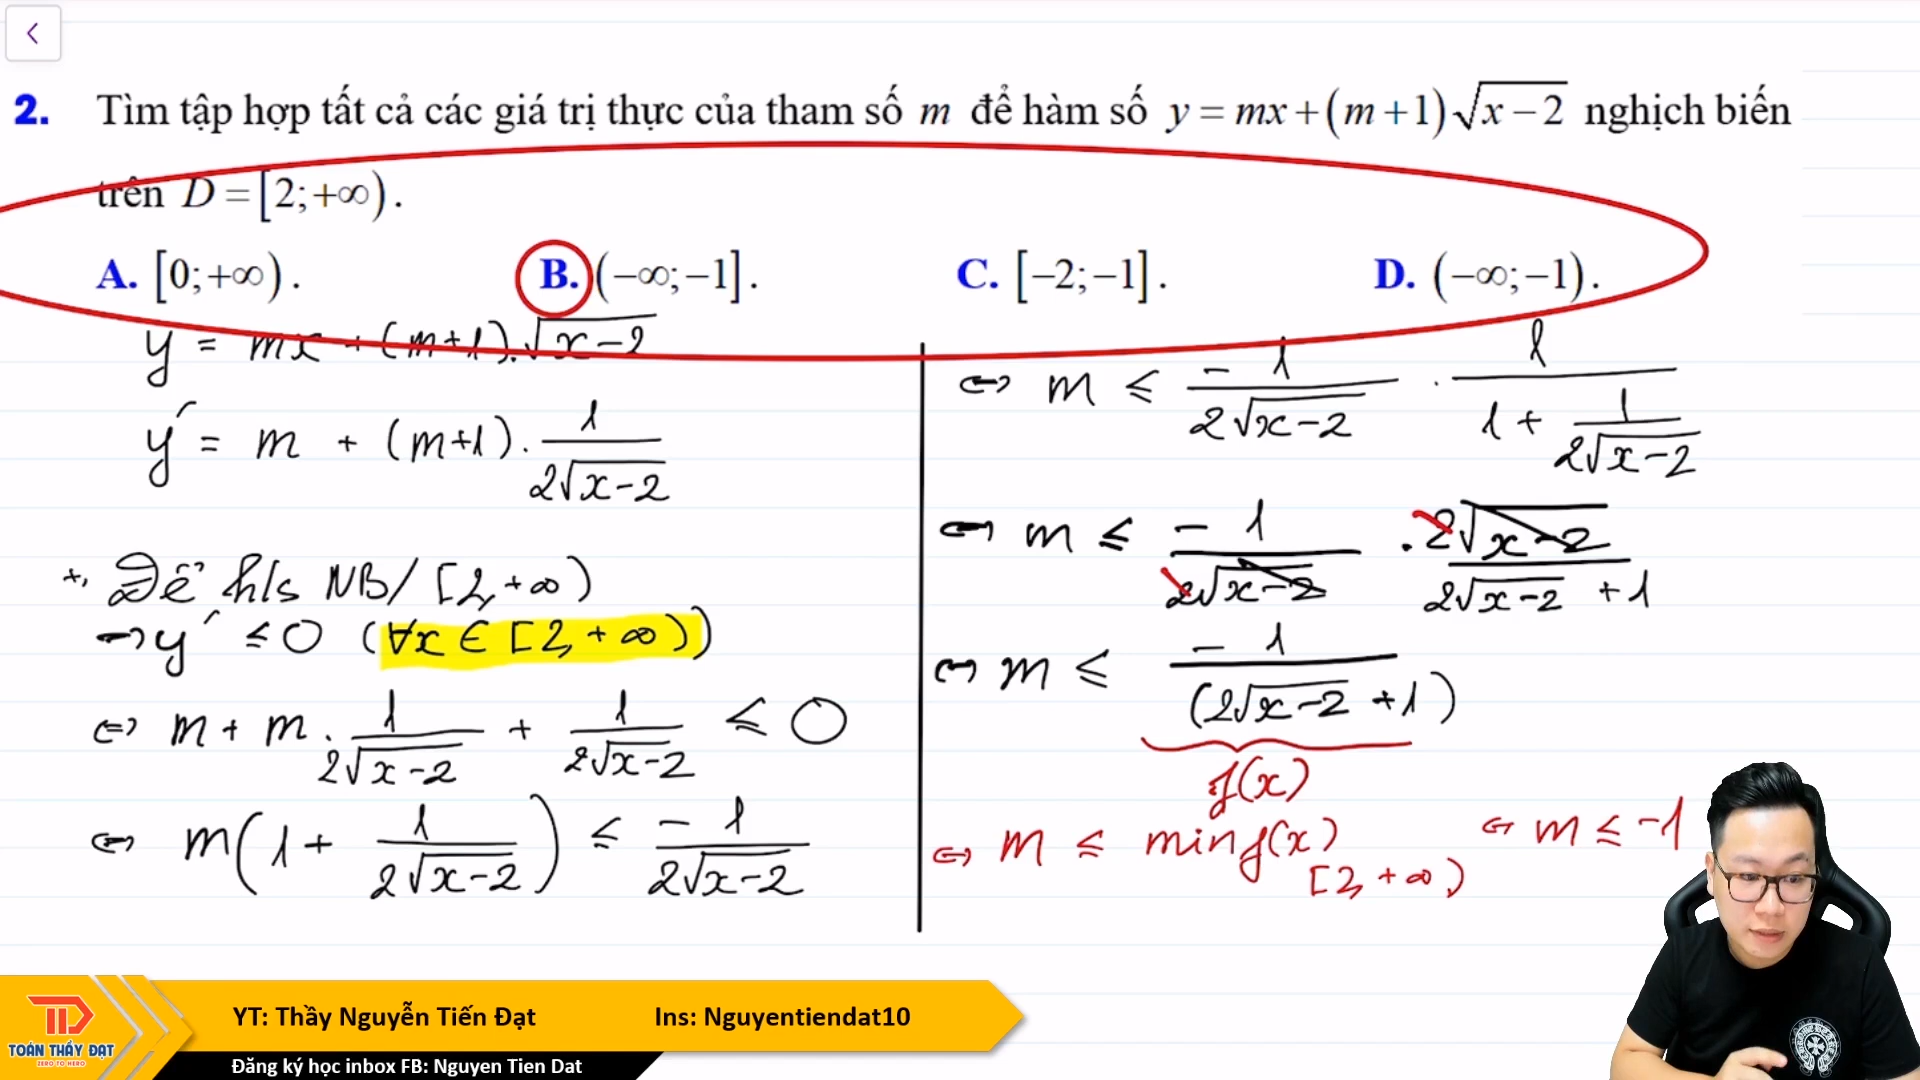 2. Tìm tập hợp tất cả các giá trị thực của tham số m để hàm số y = mx + (m + 1)√(x − 2) nghịch biến
trên D = [2; +∞).
A. [0; +∞). B. (−∞; −1]. C. [−2; −1]. D. (−∞; −1).
y = mx + (m+1).√(x−2)
y' = m + (m+1). 1/(2√(x−2))
+, Để h/s NB/ [2, +∞)
→ y' ≤ 0 (∀x ∈ [2, +∞))
⇔ m + m . 1/(2√(x−2)) + 1/(2√(x−2)) ≤ 0
⇔ m(1 + 1/(2√(x−2))) ≤ −1/(2√(x−2))
⇔ m ≤ −1/(2√(x−2)) . 1/(1 + 1/(2√(x−2)))
⇔ m ≤ −1/(2√(x−2)) . 2√(x−2)/(2√(x−2) + 1)
⇔ m ≤ −1/(2√(x−2) + 1)
f(x)
⇔ m ≤ min f(x) [2, +∞) ⇔ m ≤ −1
TOÁN THẦY ĐẠT
ZERO TO HERO
YT: Thầy Nguyễn Tiến Đạt Ins: Nguyentiendat10
Đăng ký học inbox FB: Nguyen Tien Dat